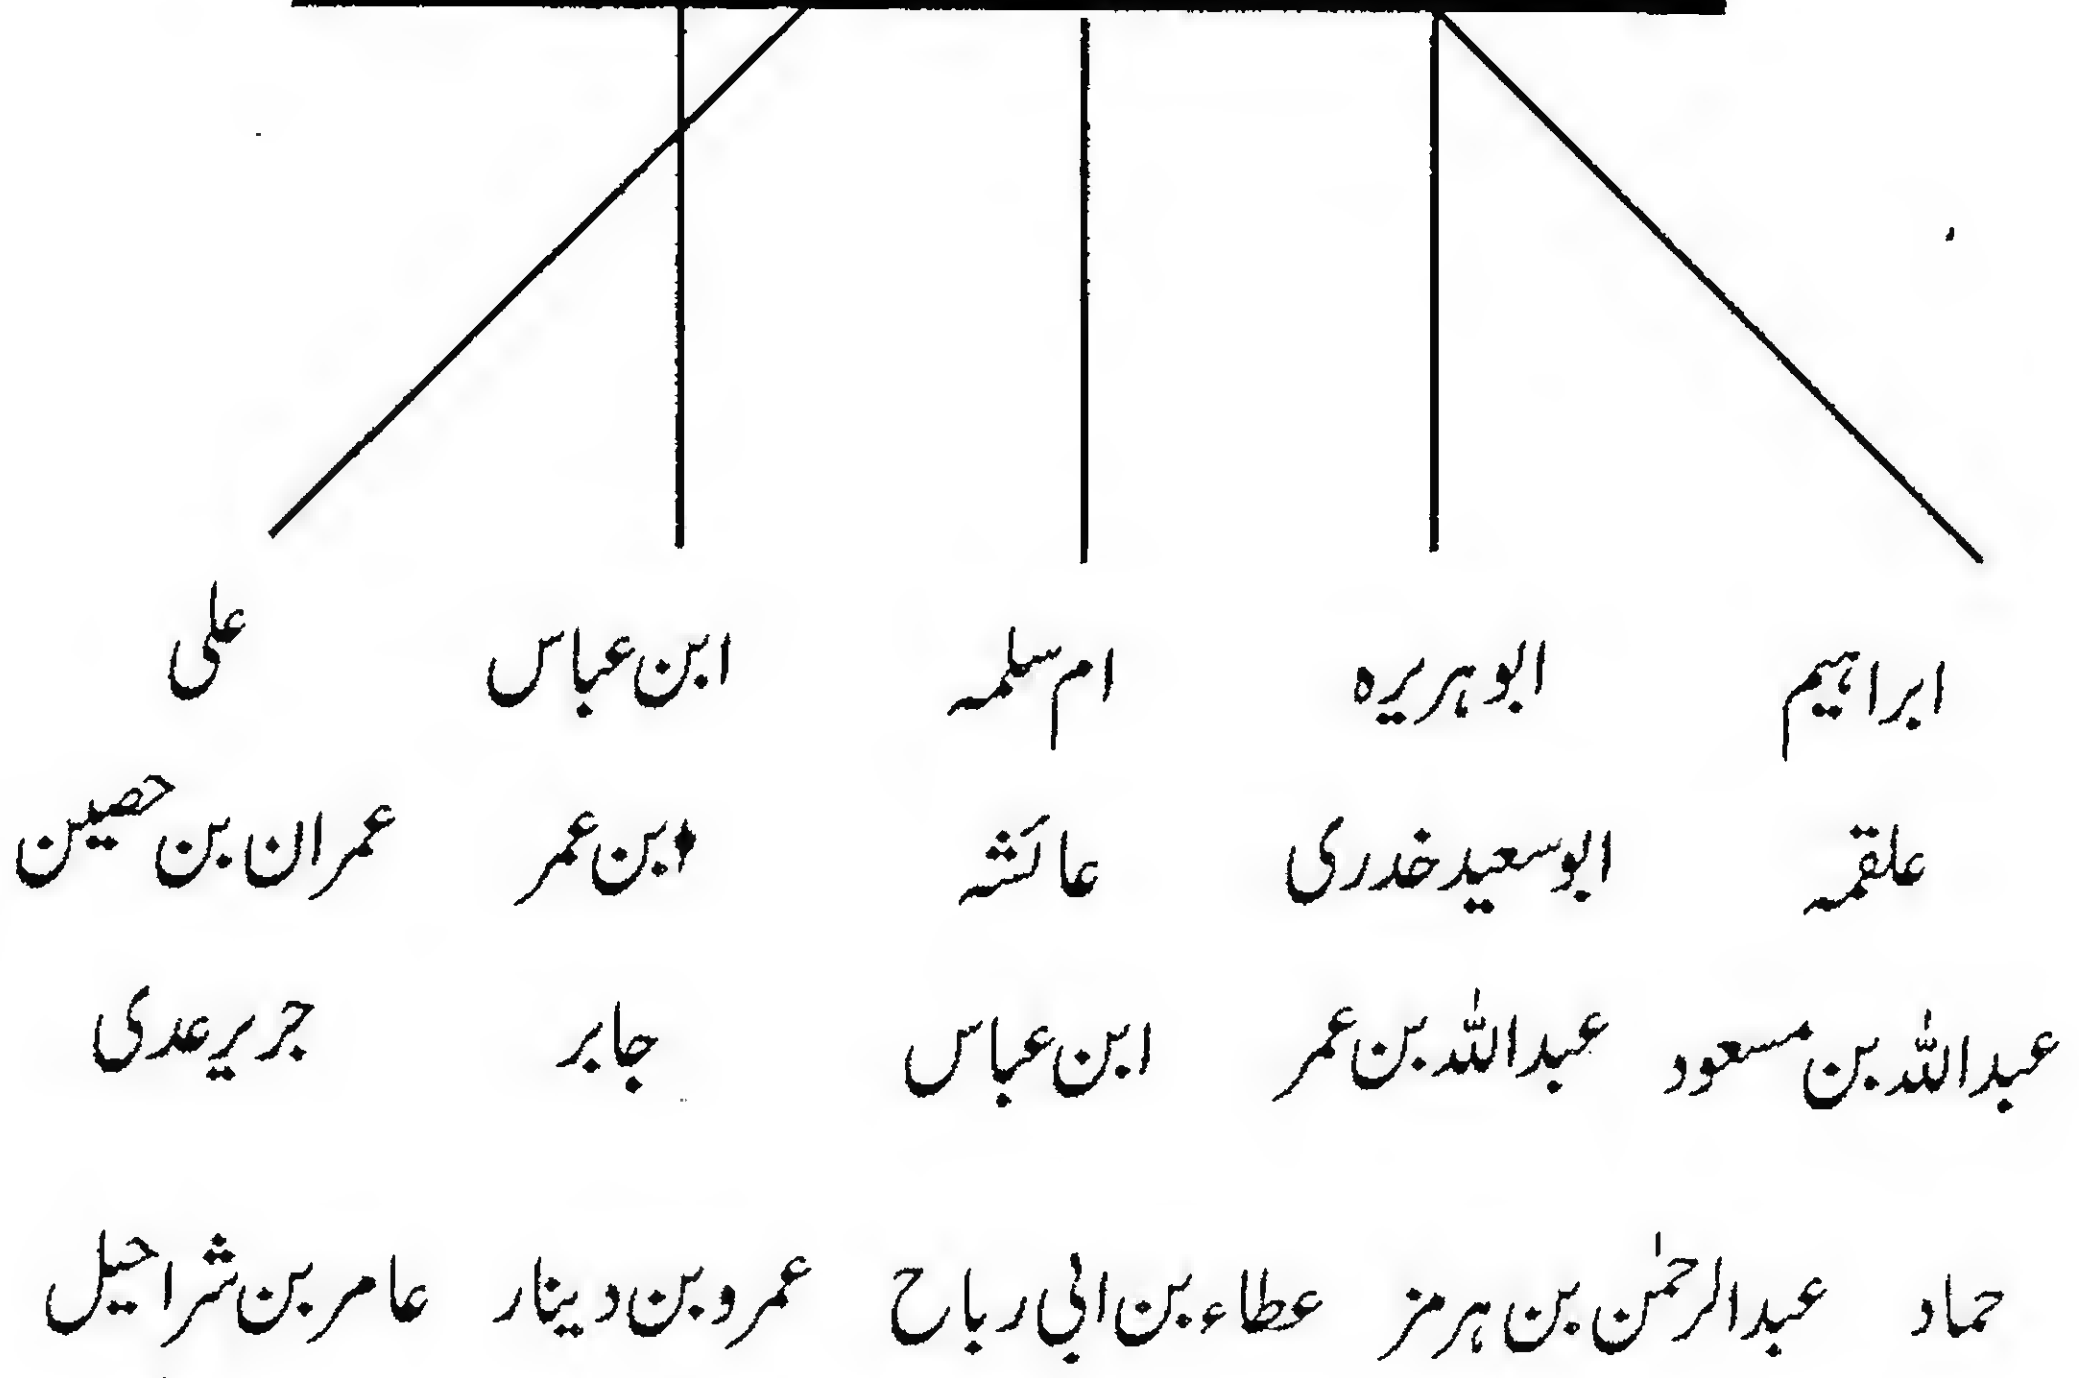 ابراہیم ابوہریرہ ام سلمہ ابن عباس علی
علقمہ ابوسعید خدری عائشہ ابن عمر عمران بن حصین
عبداللہ بن مسعود عبداللہ بن عمر ابن عباس جابر جریر عدی
حماد عبدالرحمٰن بن ہرمز عطاء بن ابی رباح عمرو بن دینار عامر بن شراحیل